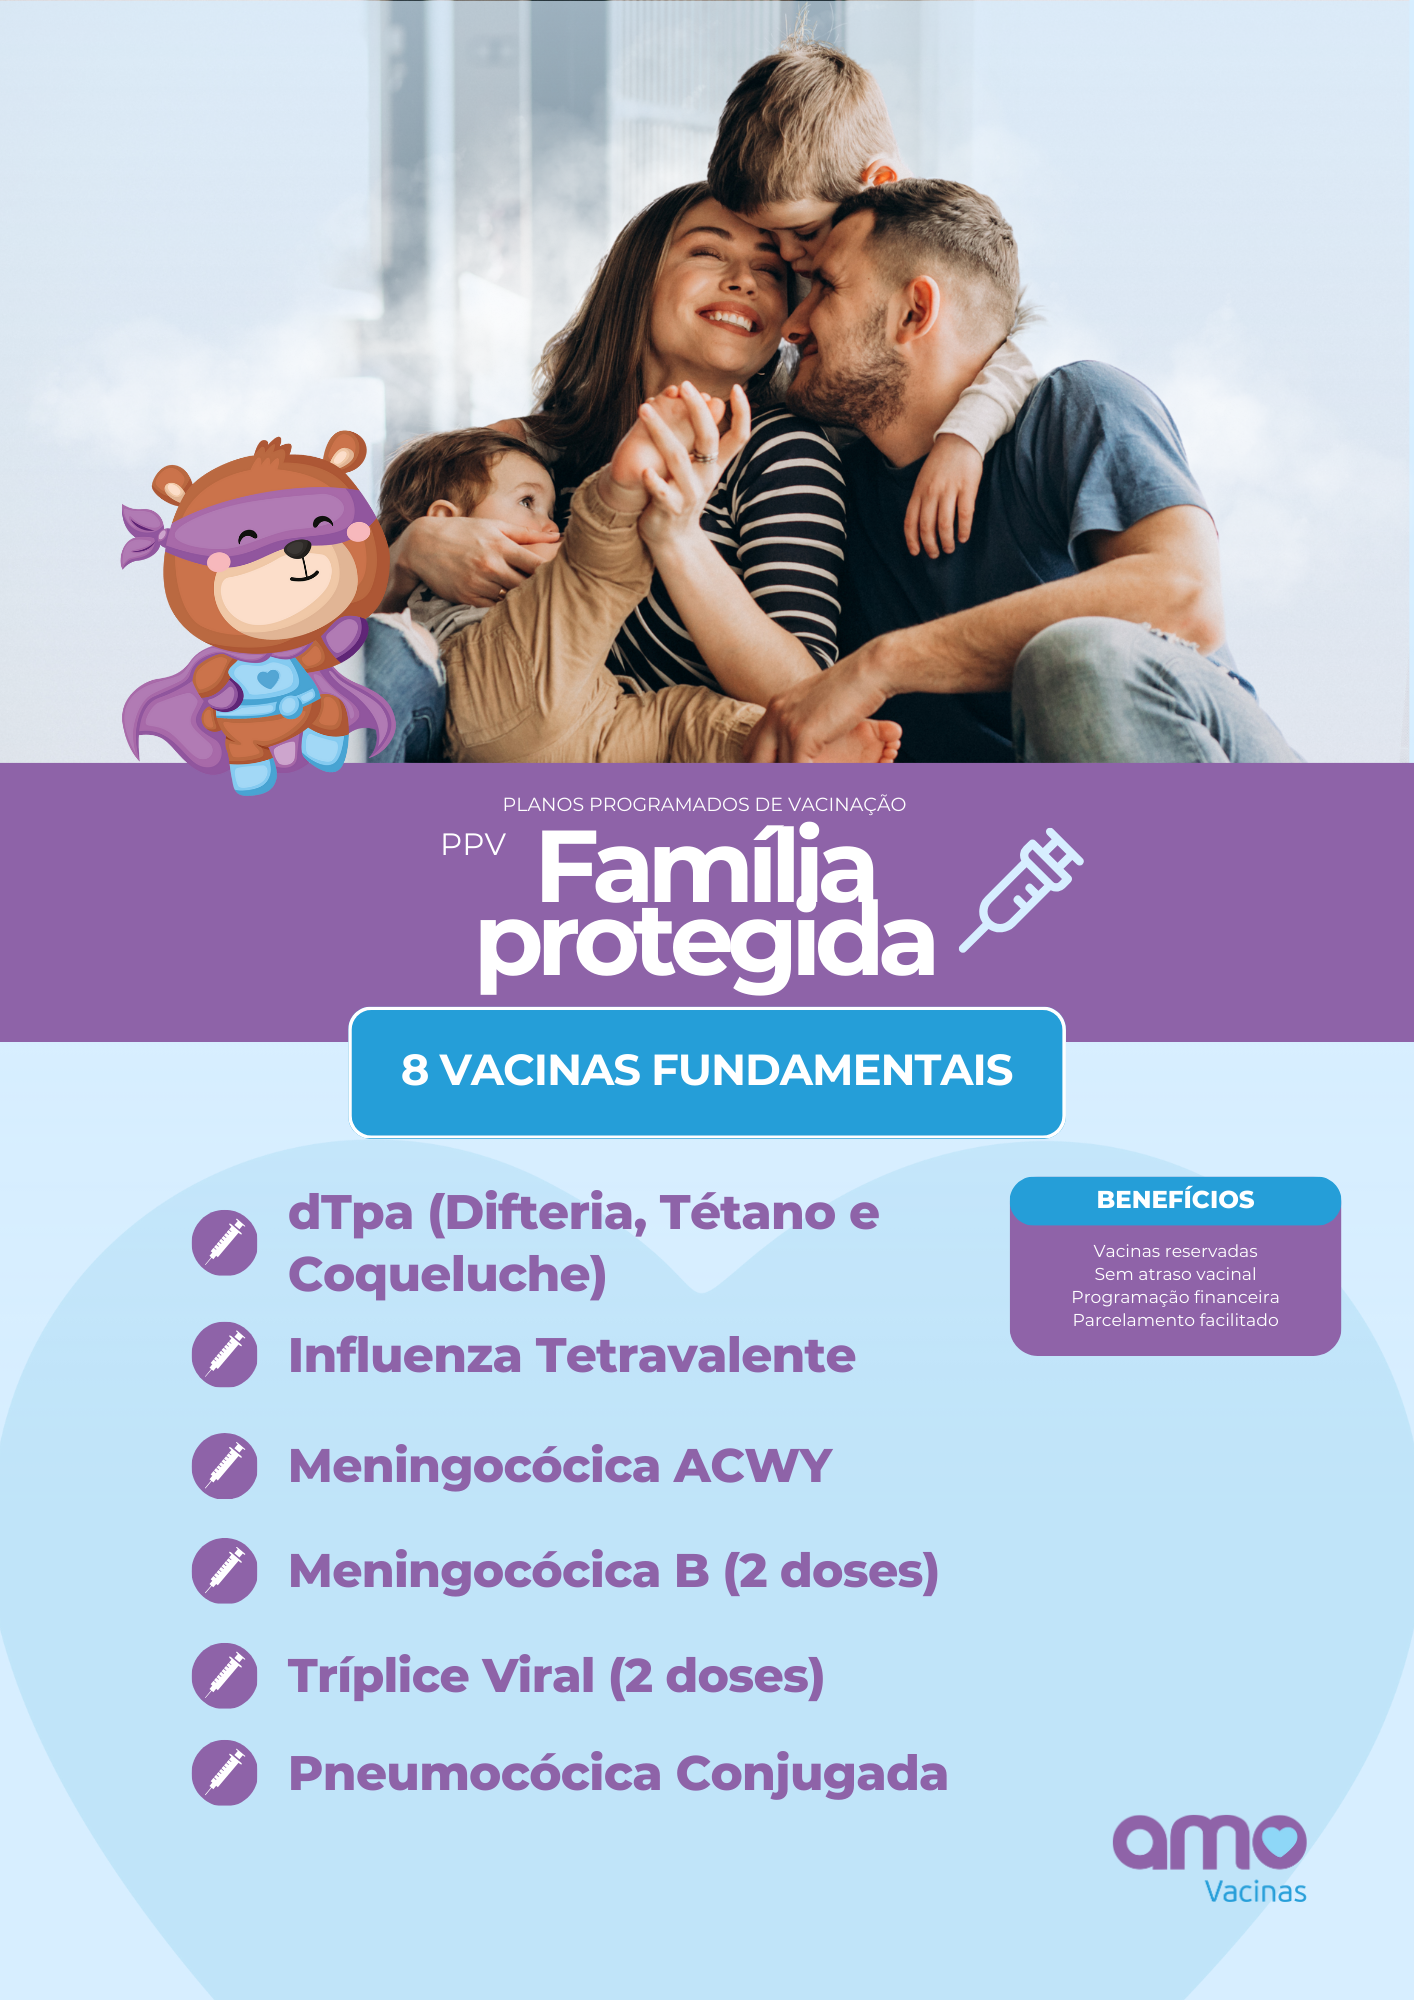 PLANOS PROGRAMADOS DE VACINAÇÃO
PPV
Família
protegida
8 VACINAS FUNDAMENTAIS
dTpa (Difteria, Tétano e
Coqueluche)
Influenza Tetravalente
Meningocócica ACWY
Meningocócica B (2 doses)
Tríplice Viral (2 doses)
Pneumocócica Conjugada
BENEFÍCIOS
Vacinas reservadas
Sem atraso vacinal
Programação financeira
Parcelamento facilitado
amo
Vacinas